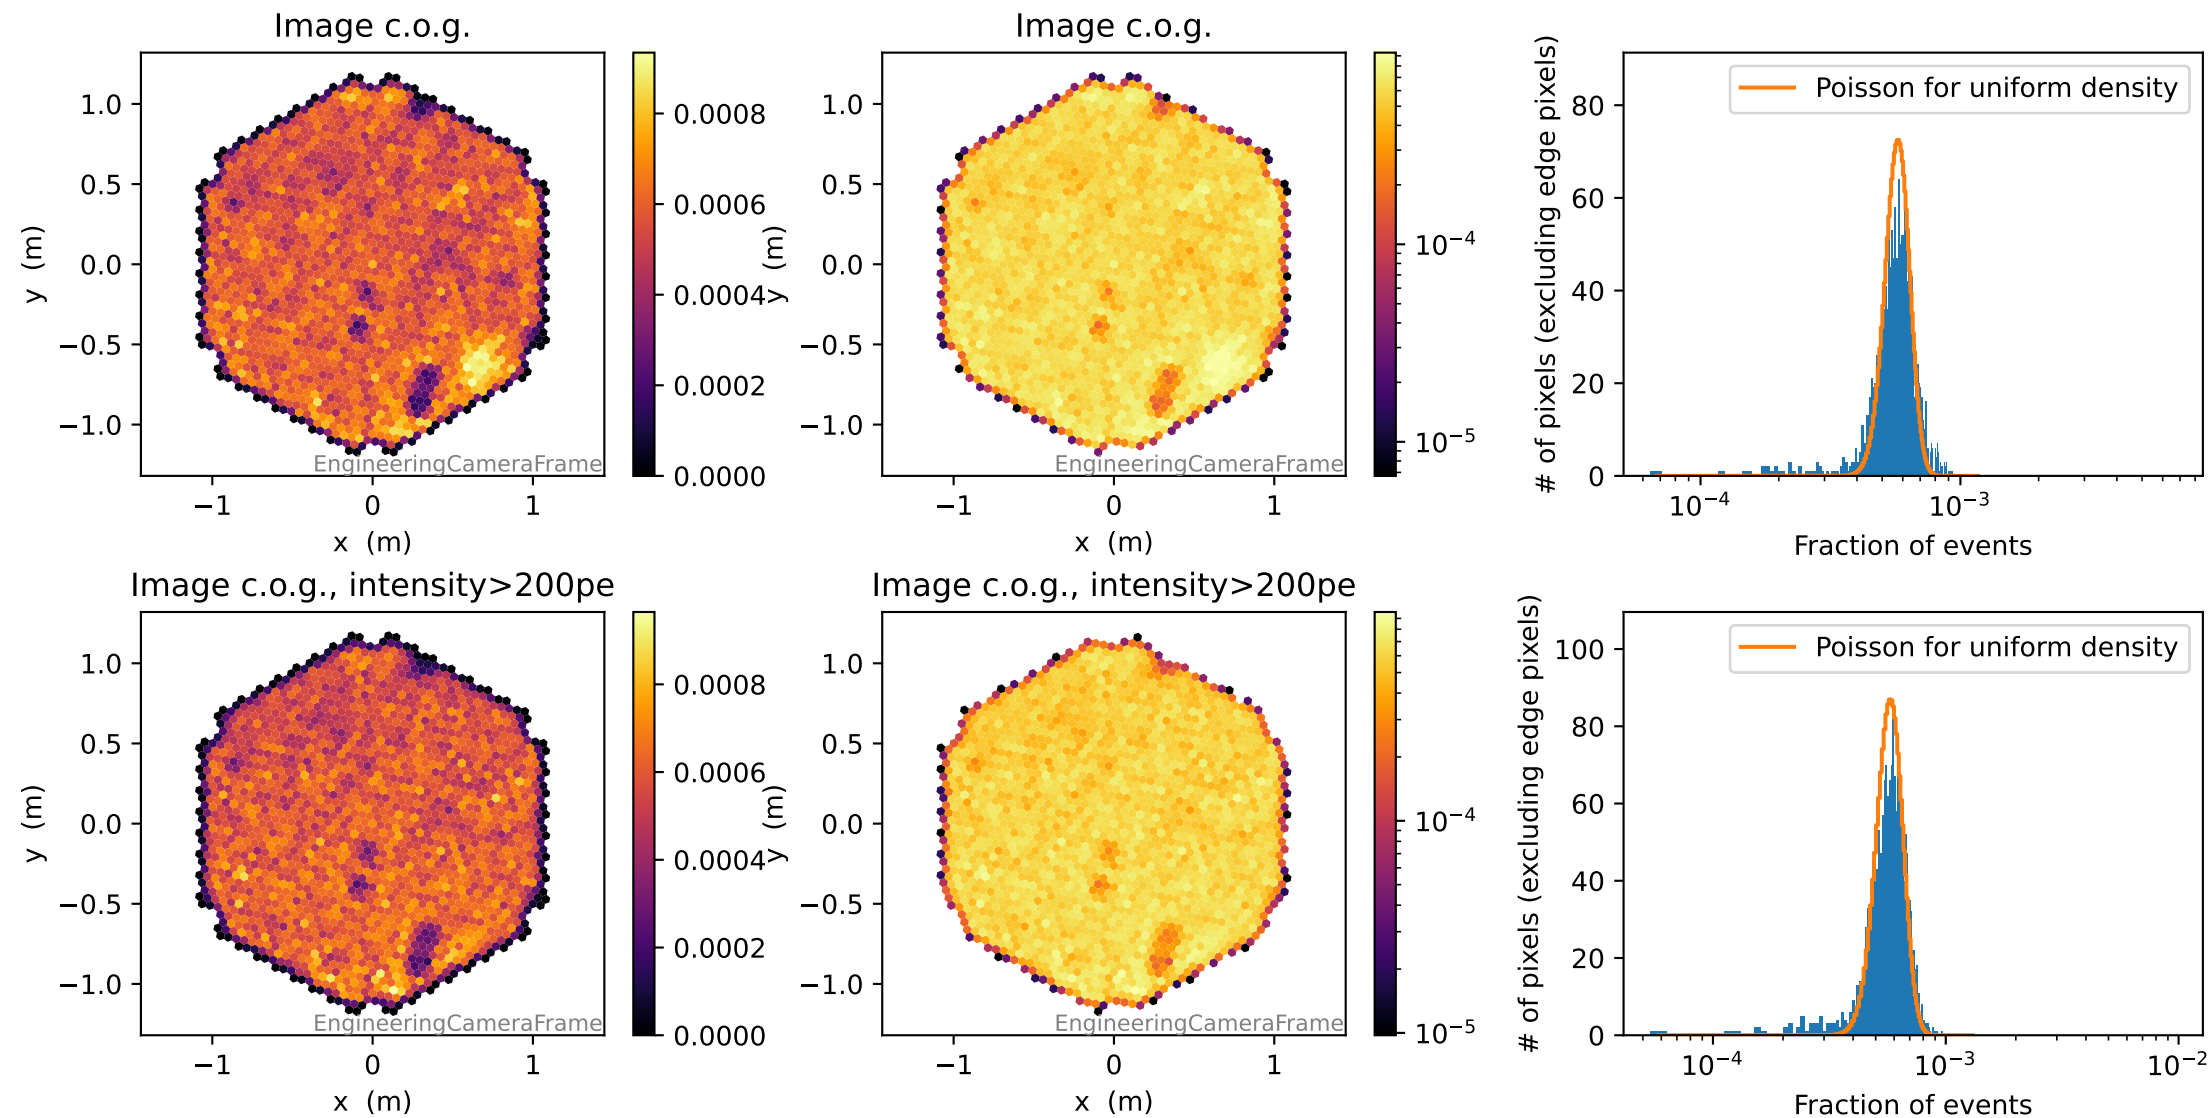 Image c.o.g.
1.0
0.5
0.0
−0.5
−1.0
y (m)
−1
0
1
x (m)
EngineeringCameraFrame
0.0008
0.0006
0.0004
0.0002
0.0000
Image c.o.g.
1.0
0.5
0.0
−0.5
−1.0
y (m)
−1
0
1
x (m)
EngineeringCameraFrame
10⁻⁴
10⁻⁵
Poisson for uniform density
80
60
40
20
0
# of pixels (excluding edge pixels)
10⁻⁴
10⁻³
Fraction of events
Image c.o.g., intensity>200pe
1.0
0.5
0.0
−0.5
−1.0
y (m)
−1
0
1
x (m)
EngineeringCameraFrame
0.0008
0.0006
0.0004
0.0002
0.0000
Image c.o.g., intensity>200pe
1.0
0.5
0.0
−0.5
−1.0
y (m)
−1
0
1
x (m)
EngineeringCameraFrame
10⁻⁴
10⁻⁵
Poisson for uniform density
100
80
60
40
20
0
# of pixels (excluding edge pixels)
10⁻⁴
10⁻³
10⁻²
Fraction of events